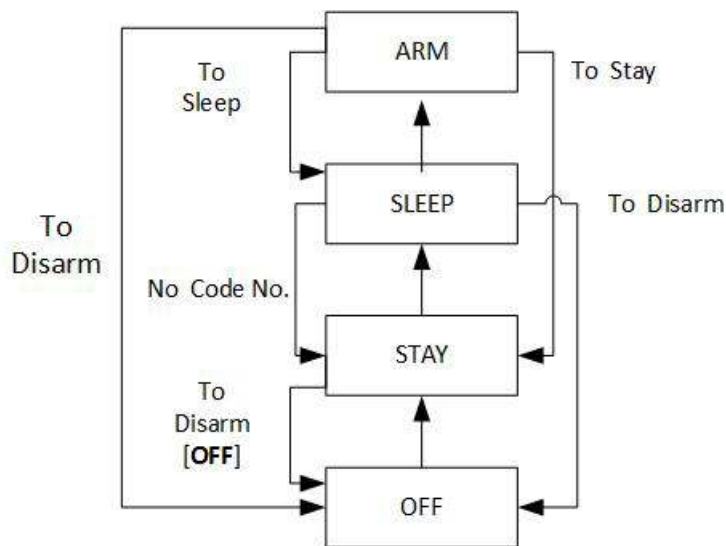 ARM
To
Sleep
To Stay
SLEEP
To Disarm
To
Disarm
No Code No.
STAY
To
Disarm
[OFF]
OFF